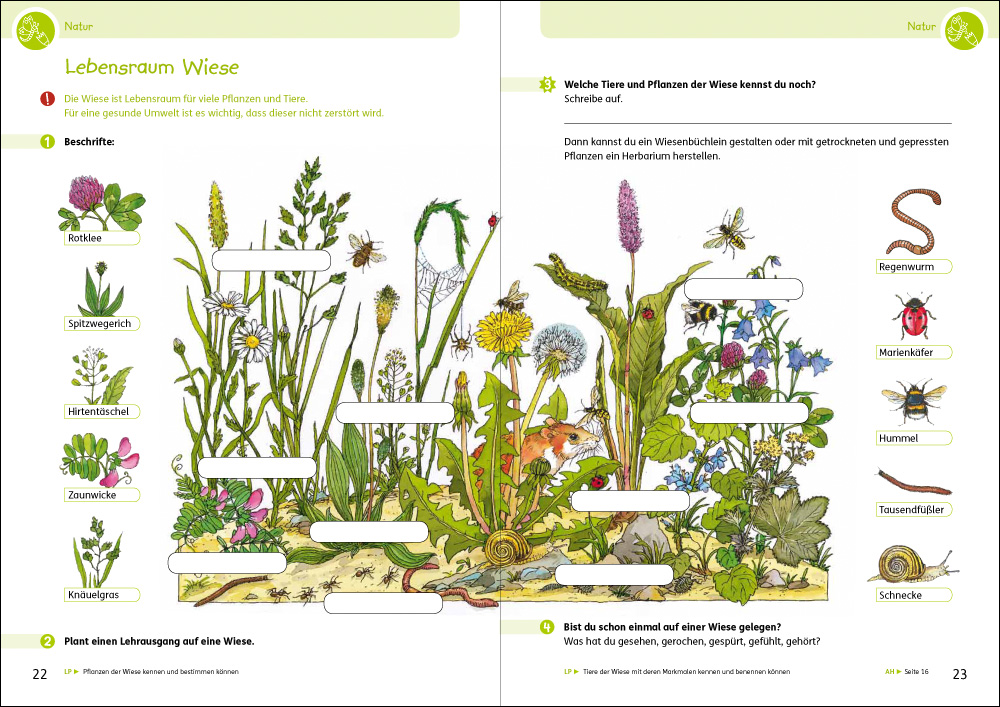 Natur
Lebensraum Wiese
!
Die Wiese ist Lebensraum für viele Pflanzen und Tiere.
Für eine gesunde Umwelt ist es wichtig, dass dieser nicht zerstört wird.
1 Beschrifte:
Rotklee
Spitzwegerich
Hirtentäschel
Zaunwicke
Knäuelgras
2 Plant einen Lehrausgang auf eine Wiese.
22 LP Pflanzen der Wiese kennen und bestimmen können
Natur
3 Welche Tiere und Pflanzen der Wiese kennst du noch?
Schreibe auf.
Dann kannst du ein Wiesenbüchlein gestalten oder mit getrockneten und gepressten
Pflanzen ein Herbarium herstellen.
Regenwurm
Marienkäfer
Hummel
Tausendfüßler
Schnecke
4 Bist du schon einmal auf einer Wiese gelegen?
Was hat du gesehen, gerochen, gespürt, gefühlt, gehört?
LP Tiere der Wiese mit deren Markmalen kennen und benennen können
AH Seite 16 23